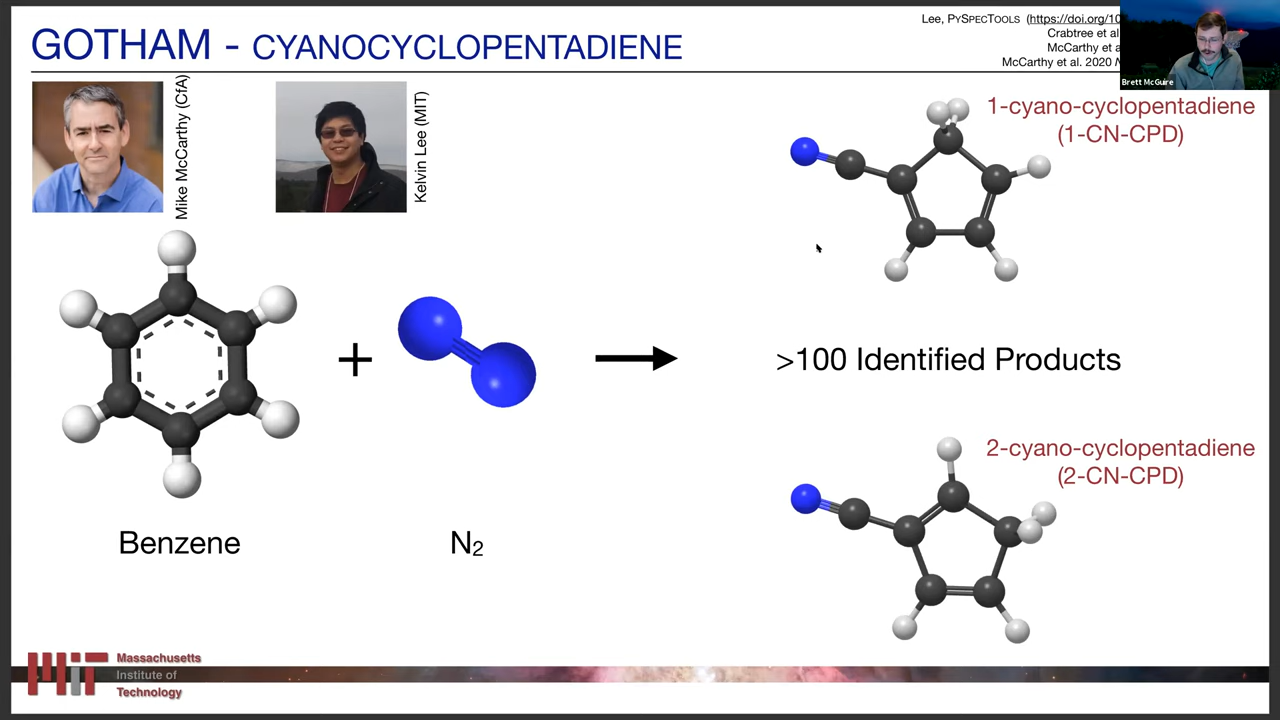 GOTHAM - CYANOCYCLOPENTADIENE
Lee, PYSPECTOOLS (https://doi.org/10
Crabtree et al
McCarthy et a
McCarthy et al. 2020
Brett McGuire
Mike McCarthy (CfA)
Kelvin Lee (MIT)
1-cyano-cyclopentadiene
(1-CN-CPD)
+
>100 Identified Products
2-cyano-cyclopentadiene
(2-CN-CPD)
Benzene
N₂
Massachusetts
Institute of
Technology